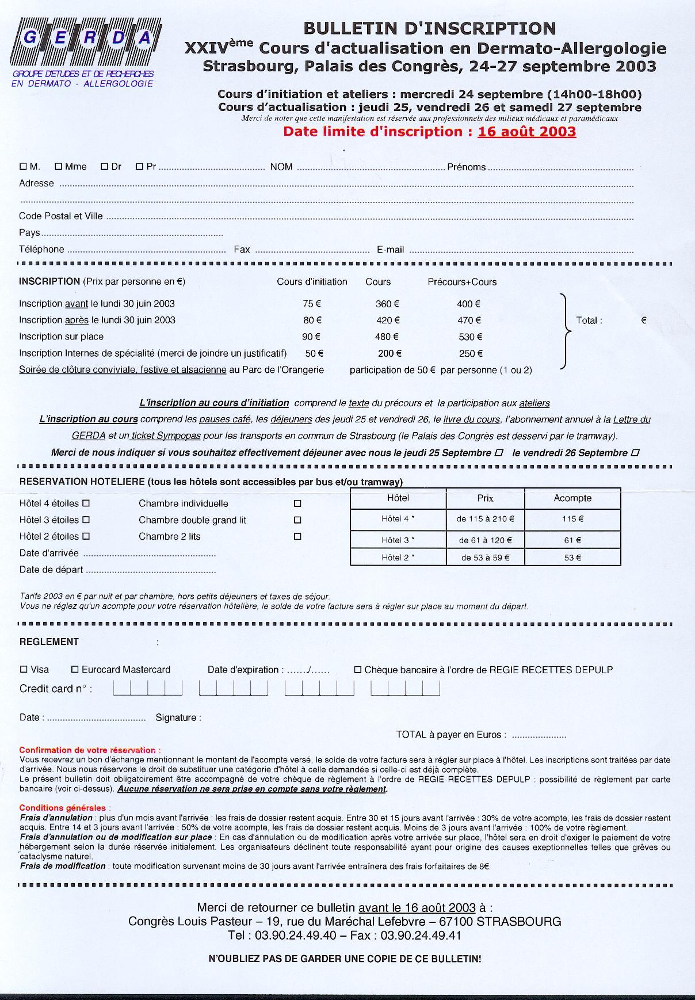 GERDA
GROUPE D'ETUDES ET DE RECHERCHES
EN DERMATO - ALLERGOLOGIE
BULLETIN D'INSCRIPTION
XXIVème Cours d'actualisation en Dermato-Allergologie
Strasbourg, Palais des Congrès, 24-27 septembre 2003
Cours d'initiation et ateliers : mercredi 24 septembre (14h00-18h00)
Cours d'actualisation : jeudi 25, vendredi 26 et samedi 27 septembre
Merci de noter que cette manifestation est réservée aux professionnels des milieux médicaux et paramédicaux
Date limite d'inscription : 16 août 2003
☐ M. ☐ Mme ☐ Dr ☐ Pr ........................................ NOM ........................................ Prénoms ........................................
Adresse ........................................
........................................
Code Postal et Ville ........................................
Pays........................................
Téléphone ........................................ Fax ........................................ E-mail ........................................
INSCRIPTION (Prix par personne en €) Cours d'initiation Cours Précours+Cours
Inscription avant le lundi 30 juin 2003 75 € 360 € 400 €
Inscription après le lundi 30 juin 2003 80 € 420 € 470 € Total : €
Inscription sur place 90 € 480 € 530 €
Inscription Internes de spécialité (merci de joindre un justificatif) 50 € 200 € 250 €
Soirée de clôture conviviale, festive et alsacienne au Parc de l'Orangerie participation de 50 € par personne (1 ou 2)
L'inscription au cours d'initiation comprend le texte du précours et la participation aux ateliers
L'inscription au cours comprend les pauses café, les déjeuners des jeudi 25 et vendredi 26, le livre du cours, l'abonnement annuel à la Lettre du
GERDA et un ticket Sympopas pour les transports en commun de Strasbourg (le Palais des Congrès est desservi par le tramway).
Merci de nous indiquer si vous souhaitez effectivement déjeuner avec nous le jeudi 25 Septembre ☐ le vendredi 26 Septembre ☐
RESERVATION HOTELIERE (tous les hôtels sont accessibles par bus et/ou tramway)
Hôtel 4 étoiles ☐ Chambre individuelle ☐
Hôtel 3 étoiles ☐ Chambre double grand lit ☐
Hôtel 2 étoiles ☐ Chambre 2 lits ☐
Date d'arrivée ........................................
Date de départ ........................................
Hôtel Prix Acompte
Hôtel 4 * de 115 à 210 € 115 €
Hôtel 3 * de 61 à 120 € 61 €
Hôtel 2 * de 53 à 59 € 53 €
Tarifs 2003 en € par nuit et par chambre, hors petits déjeuners et taxes de séjour.
Vous ne réglez qu'un acompte pour votre réservation hôtelière, le solde de votre facture sera à régler sur place au moment du départ.
REGLEMENT :
☐ Visa ☐ Eurocard Mastercard Date d'expiration : ......./...... ☐ Chèque bancaire à l'ordre de REGIE RECETTES DEPULP
Credit card n° :
Date : ........................................ Signature :
TOTAL à payer en Euros : .....................
Confirmation de votre réservation :
Vous recevrez un bon d'échange mentionnant le montant de l'acompte versé, le solde de votre facture sera à régler sur place à l'hôtel. Les inscriptions sont traitées par date
d'arrivée. Nous nous réservons le droit de substituer une catégorie d'hôtel à celle demandée si celle-ci est déjà complète.
Le présent bulletin doit obligatoirement être accompagné de votre chèque de règlement à l'ordre de REGIE RECETTES DEPULP : possibilité de règlement par carte
bancaire (voir ci-dessus). Aucune réservation ne sera prise en compte sans votre règlement.
Conditions générales :
Frais d'annulation : plus d'un mois avant l'arrivée : les frais de dossier restent acquis. Entre 30 et 15 jours avant l'arrivée : 30% de votre acompte, les frais de dossier restent
acquis. Entre 14 et 3 jours avant l'arrivée : 50% de votre acompte, les frais de dossier restent acquis. Moins de 3 jours avant l'arrivée : 100% de votre règlement.
Frais d'annulation ou de modification sur place : En cas d'annulation ou de modification après votre arrivée sur place, l'hôtel sera en droit d'exiger le paiement de votre
hébergement selon la durée réservée initialement. Les organisateurs déclinent toute responsabilité ayant pour origine des causes exeptionnelles telles que grêves ou
cataclysme naturel.
Frais de modification : toute modification survenant moins de 30 jours avant l'arrivée entraînera des frais forfaitaires de 8€.
Merci de retourner ce bulletin avant le 16 août 2003 à :
Congrès Louis Pasteur – 19, rue du Maréchal Lefebvre – 67100 STRASBOURG
Tel : 03.90.24.49.40 – Fax : 03.90.24.49.41
N'OUBLIEZ PAS DE GARDER UNE COPIE DE CE BULLETIN!